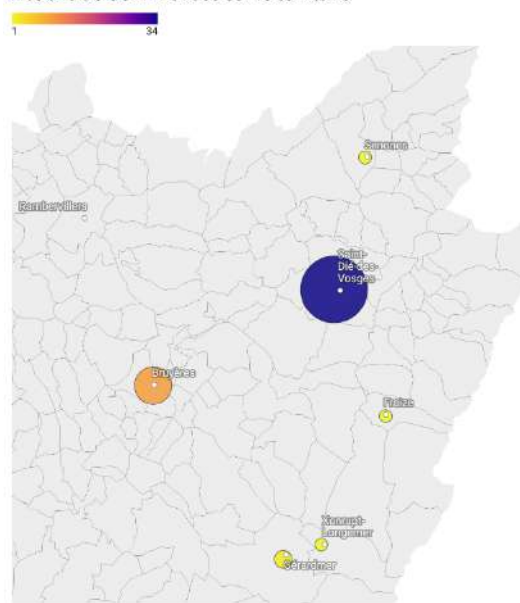 1
34
Senones
Rambervillers
Saint-
Dié-des-
Vosges
Bruyères
Fraize
Xonrupt-
Longemer
Gérardmer